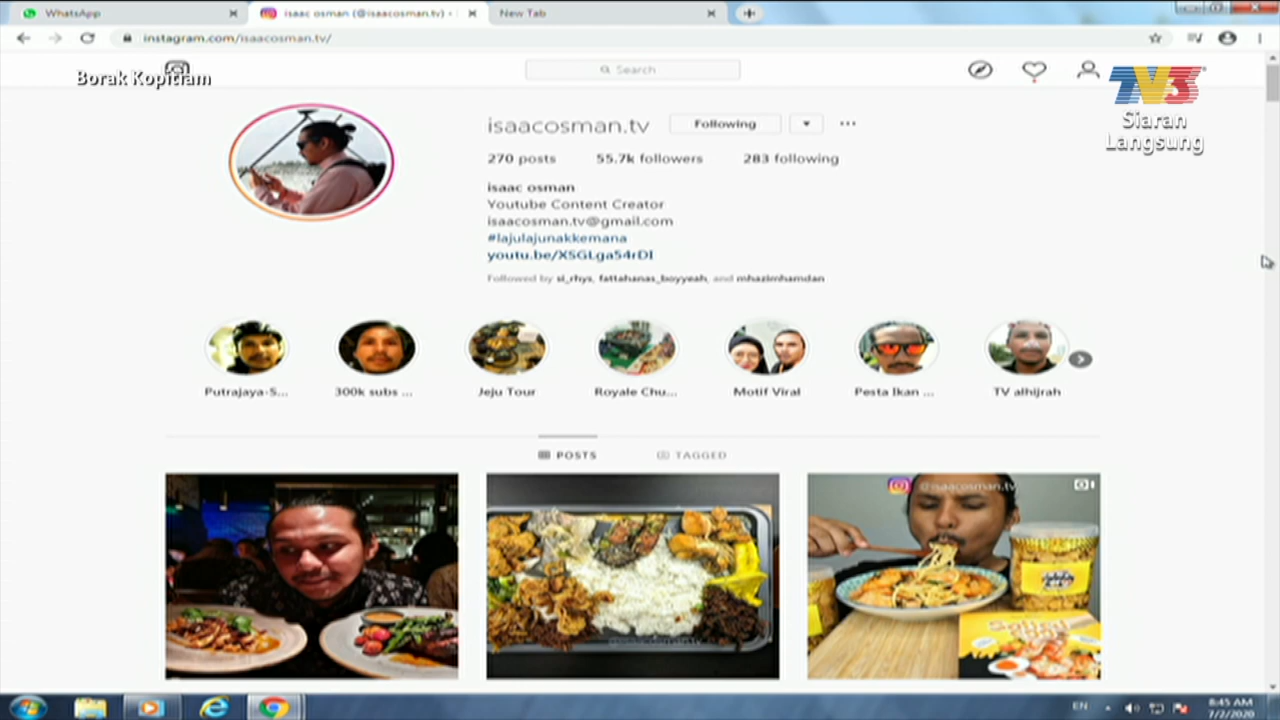 WhatsApp
isaac osman (@isaacosman.tv) •
New Tab
instagram.com/isaacosman.tv/
Borak Kopitiam
Search
TV3
Siaran
Langsung
isaacosman.tv
Following
270 posts 55.7k followers 283 following
isaac osman
Youtube Content Creator
isaacosman.tv@gmail.com
#lajulajunakkemana
youtu.be/XSGLga54rDI
Followed by si_rhys, fattahanas_boyyeah, and mhazimhamdan
Putrajaya-S...
300k subs ...
Jeju Tour
Royale Chu...
Motif Viral
Pesta Ikan ...
TV alhijrah
POSTS
TAGGED
@isaacosman.tv
EN
8:45 AM
7/2/2020